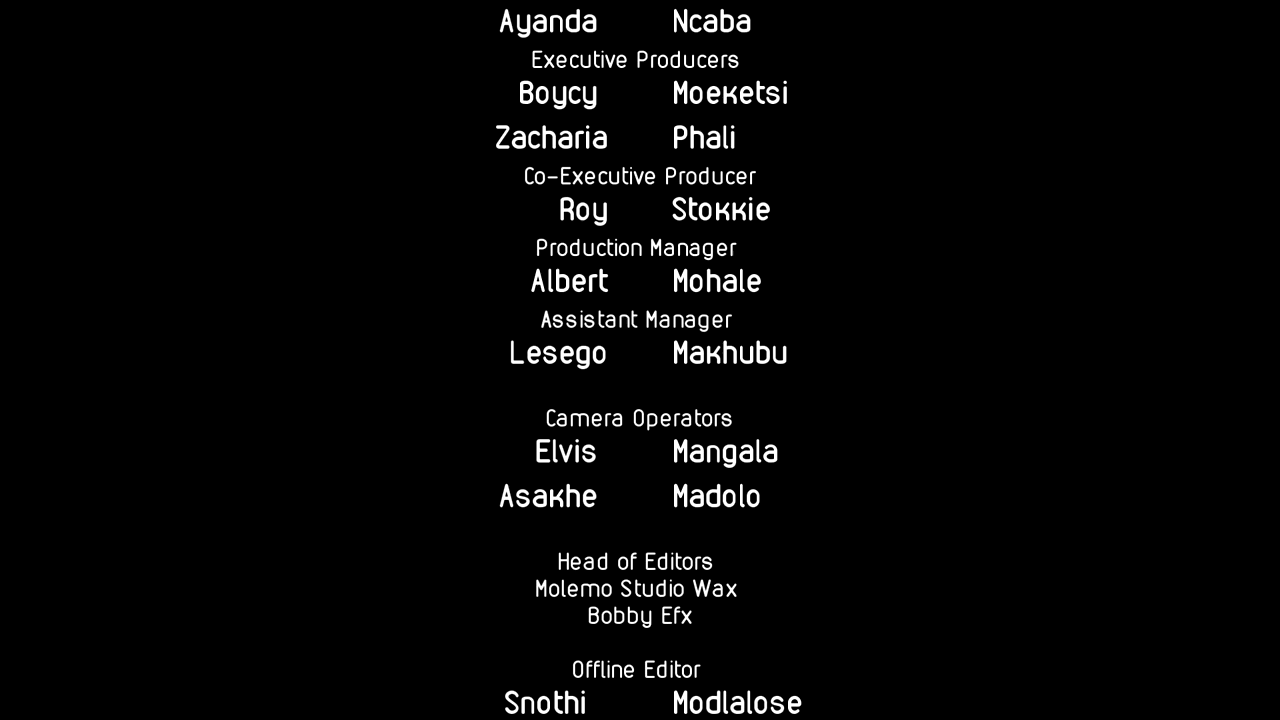 Ayanda Ncaba
Executive Producers
Boycy Moeketsi
Zacharia Phali
Co-Executive Producer
Roy Stokkie
Production Manager
Albert Mohale
Assistant Manager
Lesego Makhubu
Camera Operators
Elvis Mangala
Asakhe Madolo
Head of Editors
Molemo Studio Wax
Bobby Efx
Offline Editor
Snothi Modlalose